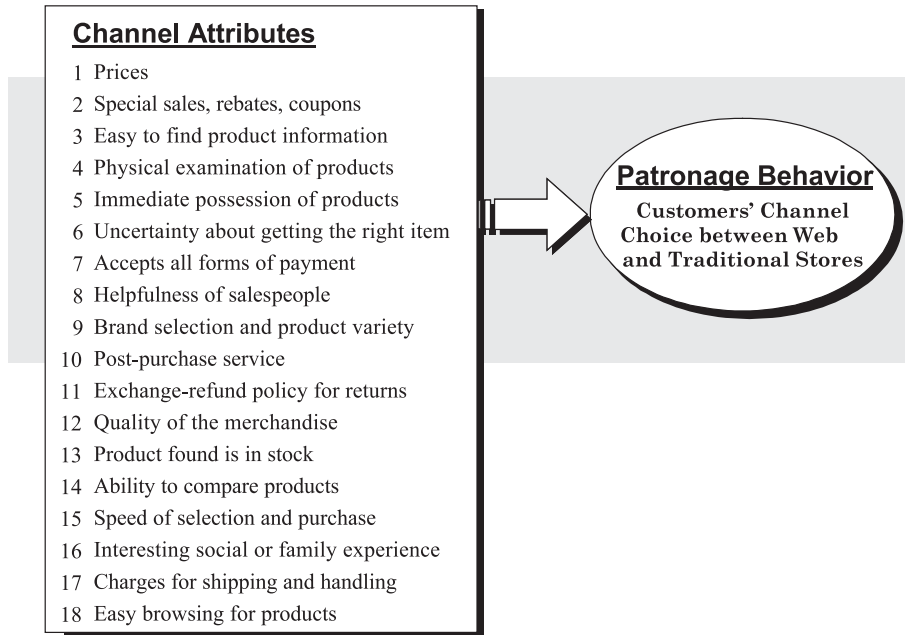 Channel Attributes
1 Prices
2 Special sales, rebates, coupons
3 Easy to find product information
4 Physical examination of products
5 Immediate possession of products
6 Uncertainty about getting the right item
7 Accepts all forms of payment
8 Helpfulness of salespeople
9 Brand selection and product variety
10 Post-purchase service
11 Exchange-refund policy for returns
12 Quality of the merchandise
13 Product found is in stock
14 Ability to compare products
15 Speed of selection and purchase
16 Interesting social or family experience
17 Charges for shipping and handling
18 Easy browsing for products
Patronage Behavior
Customers’ Channel
Choice between Web
and Traditional Stores